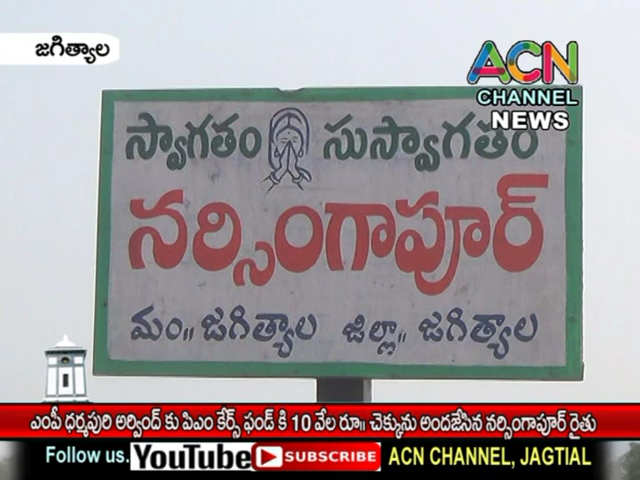 జగిత్యాల
ACN
CHANNEL
NEWS
స్వాగతం సుస్వాగతం
నర్సింగాపూర్
మం,, జగిత్యాల జిల్లా,, జగిత్యాల
ఎంపీ ధర్మపురి అర్వింద్ కు పిఎం కేర్స్ ఫండ్ కి 10 వేల రూ,, చెక్కును అందజేసిన నర్సింగాపూర్ రైతు
Follow us. YouTube SUBSCRIBE ACN CHANNEL, JAGTIAL